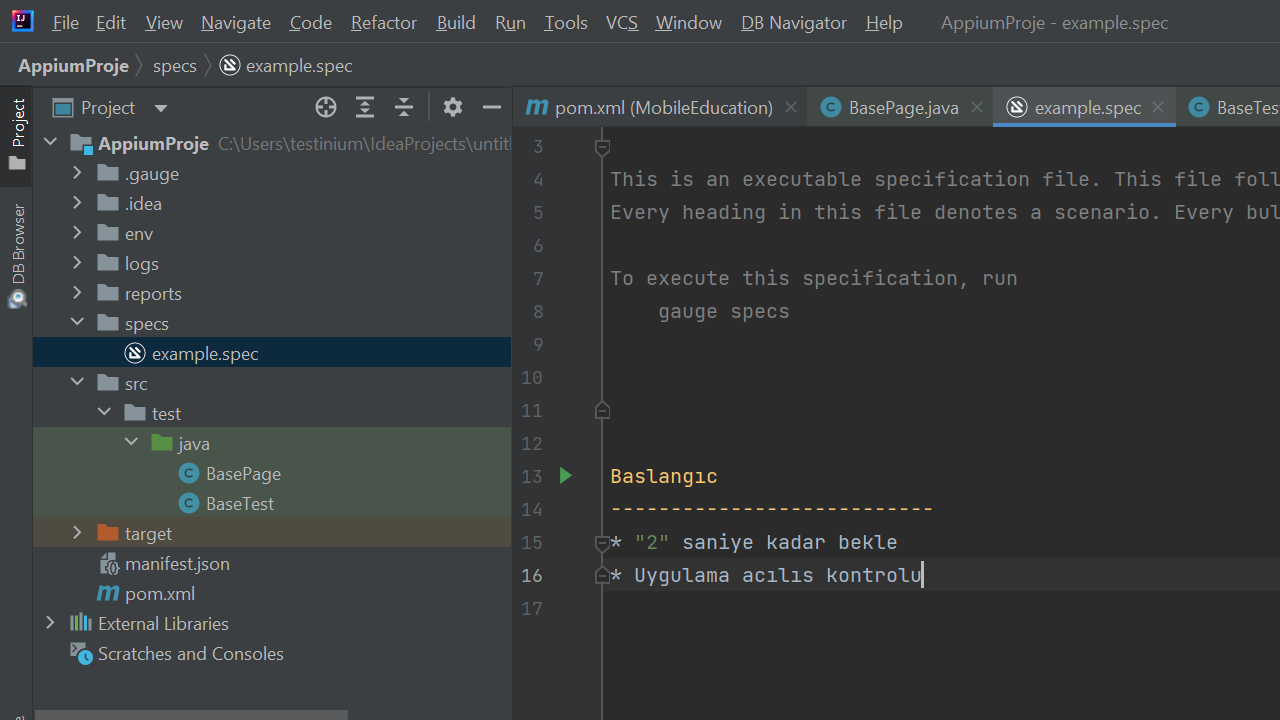 File Edit View Navigate Code Refactor Build Run Tools VCS Window DB Navigator Help AppiumProje - example.spec
AppiumProje specs example.spec
Project
DB Browser
Project
AppiumProje C:\Users\testinium\IdeaProjects\untitl
.gauge
.idea
env
logs
reports
specs
example.spec
src
test
java
BasePage
BaseTest
target
manifest.json
pom.xml
External Libraries
Scratches and Consoles
pom.xml (MobileEducation) BasePage.java example.spec BaseTes
3
4 This is an executable specification file. This file foll
5 Every heading in this file denotes a scenario. Every bul
6
7 To execute this specification, run
8 gauge specs
9
10
11
12
13 Baslangıc
14 ---------------------------
15 * "2" saniye kadar bekle
16 * Uygulama acılıs kontrolu
17